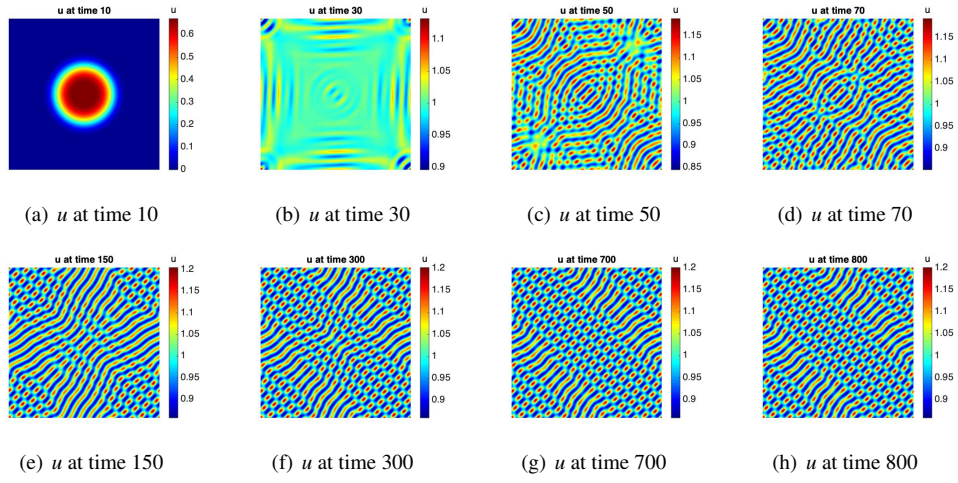 u at time 10
u
0.6
0.5
0.4
0.3
0.2
0.1
0
(a) u at time 10
u at time 30
u
1.1
1.05
1
0.95
0.9
(b) u at time 30
u at time 50
u
1.15
1.1
1.05
1
0.95
0.9
0.85
(c) u at time 50
u at time 70
u
1.15
1.1
1.05
1
0.95
0.9
(d) u at time 70
u at time 150
u
1.2
1.15
1.1
1.05
1
0.95
0.9
(e) u at time 150
u at time 300
u
1.2
1.15
1.1
1.05
1
0.95
0.9
(f) u at time 300
u at time 700
u
1.2
1.15
1.1
1.05
1
0.95
0.9
(g) u at time 700
u at time 800
u
1.2
1.15
1.1
1.05
1
0.95
0.9
(h) u at time 800